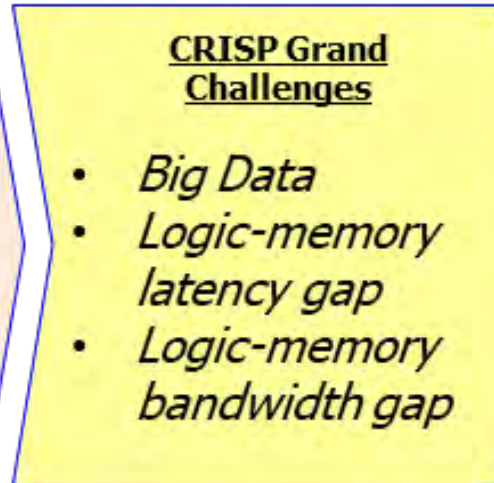 CRISP Grand
Challenges
• Big Data
• Logic-memory
latency gap
• Logic-memory
bandwidth gap